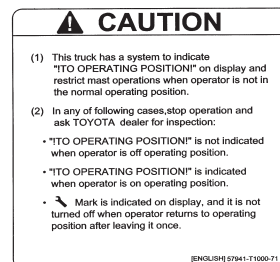 CAUTION
(1) This truck has a system to indicate
"!TO OPERATING POSITION!" on display and
restrict mast operations when operator is not in
the normal operating position.
(2) In any of following cases,stop operation and
ask TOYOTA dealer for inspection:
• "!TO OPERATING POSITION!" is not indicated
when operator is off operating position.
• "!TO OPERATING POSITION!" is indicated
when operator is on operating position.
• Mark is indicated on display, and it is not
turned off when operator returns to operating
position after leaving it once.
[ENGLISH] 57941-T1000-71